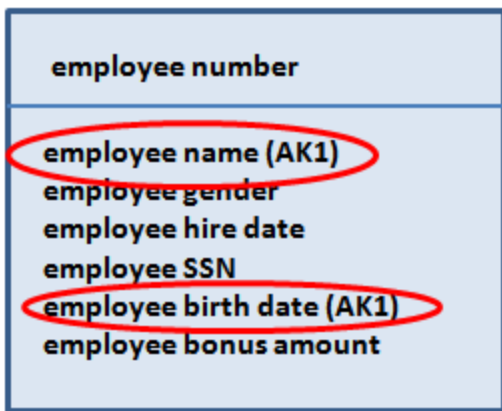 employee number
employee name (AK1)
employee gender
employee hire date
employee SSN
employee birth date (AK1)
employee bonus amount